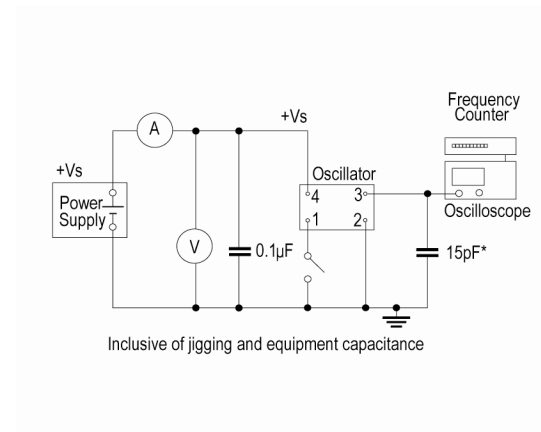 Frequency
Counter
+Vs
A
+Vs
Oscillator
Power
Supply
4
3
1
2
Oscilloscope
V
0.1µF
15pF*
Inclusive of jigging and equipment capacitance